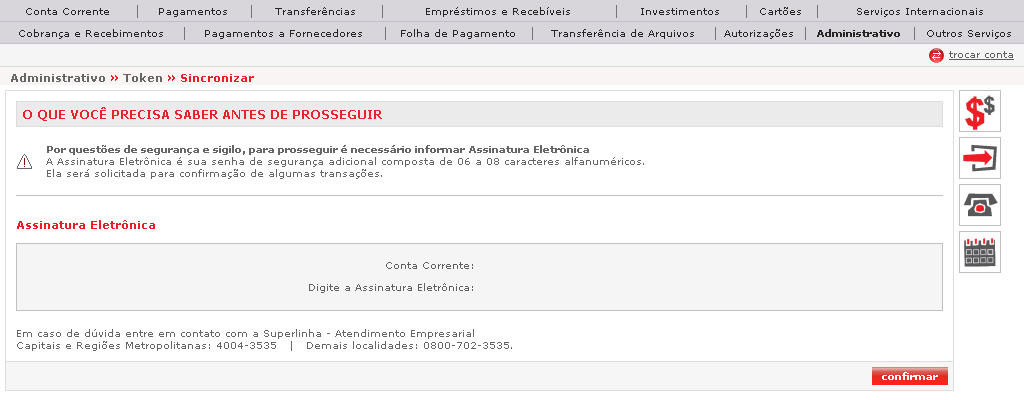 Conta Corrente | Pagamentos | Transferências | Empréstimos e Recebíveis | Investimentos | Cartões | Serviços Internacionais
Cobrança e Recebimentos | Pagamentos a Fornecedores | Folha de Pagamento | Transferência de Arquivos | Autorizações | Administrativo | Outros Serviços
trocar conta
Administrativo » Token » Sincronizar
O QUE VOCÊ PRECISA SABER ANTES DE PROSSEGUIR
Por questões de segurança e sigilo, para prosseguir é necessário informar Assinatura Eletrônica
A Assinatura Eletrônica é sua senha de segurança adicional composta de 06 a 08 caracteres alfanuméricos.
Ela será solicitada para confirmação de algumas transações.
Assinatura Eletrônica
Conta Corrente:
Digite a Assinatura Eletrônica:
Em caso de dúvida entre em contato com a Superlinha - Atendimento Empresarial
Capitais e Regiões Metropolitanas: 4004-3535 | Demais localidades: 0800-702-3535.
confirmar